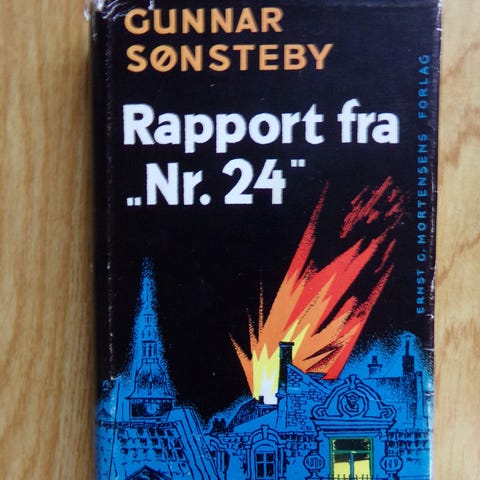 GUNNAR
SØNSTEBY
Rapport fra
„Nr. 24"
ERNST G. MORTENSENS FORLAG